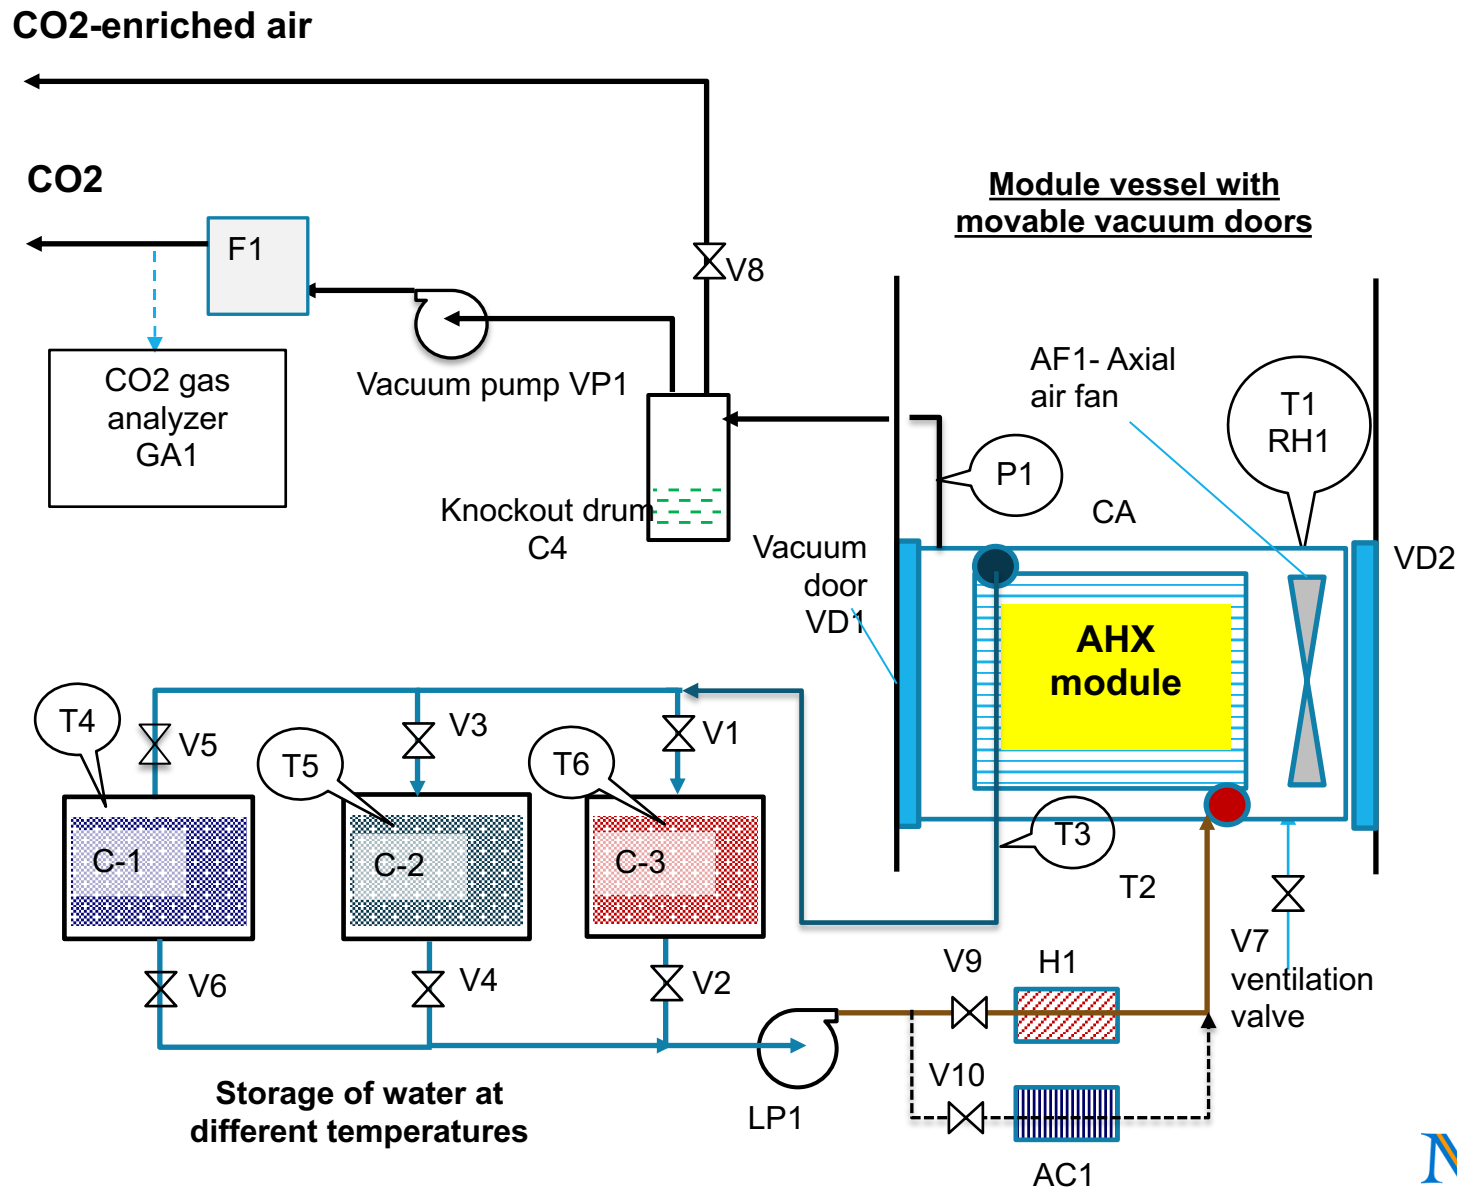 CO2-enriched air
CO2
F1
CO2 gas
analyzer
GA1
Vacuum pump VP1
V8
Knockout drum
C4
Module vessel with
movable vacuum doors
AF1- Axial
air fan
T1
RH1
P1
CA
Vacuum
door
VD1
VD2
AHX
module
T4
V5
V3
T5
T6
V1
C-1
C-2
C-3
T3
T2
V6
V4
V2
V9
H1
V7
ventilation
valve
V10
LP1
AC1
Storage of water at
different temperatures